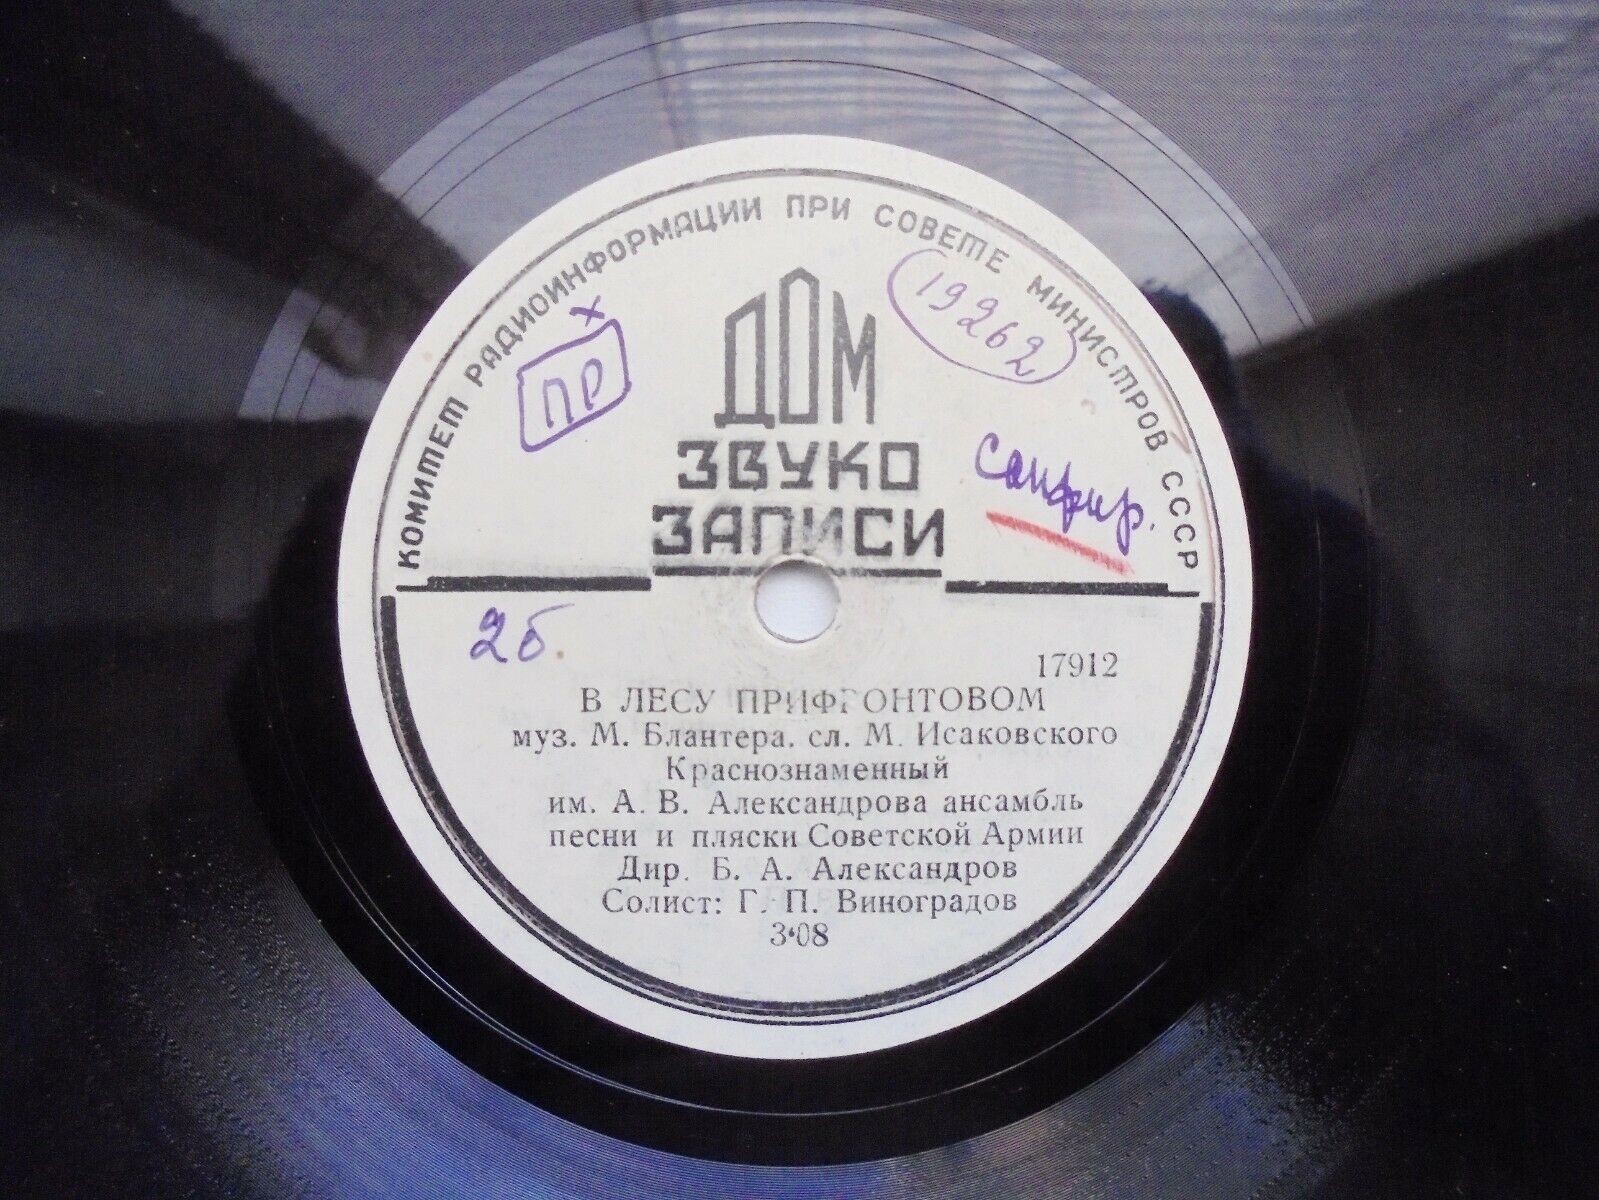 КОМИТЕТ РАДИОИНФОРМАЦИИ ПРИ СОВЕТЕ МИНИСТРОВ СССР
х
ПР
19262
ДОМ
ЗВУКО
ЗАПИСИ
сапфир.
2б.
17912
В ЛЕСУ ПРИФРОНТОВОМ
муз. М. Блантера. сл. М. Исаковского
Краснознаменный
им. А. В. Александрова ансамбль
песни и пляски Советской Армии
Дир. Б. А. Александров
Солист: Г. П. Виноградов
3·08